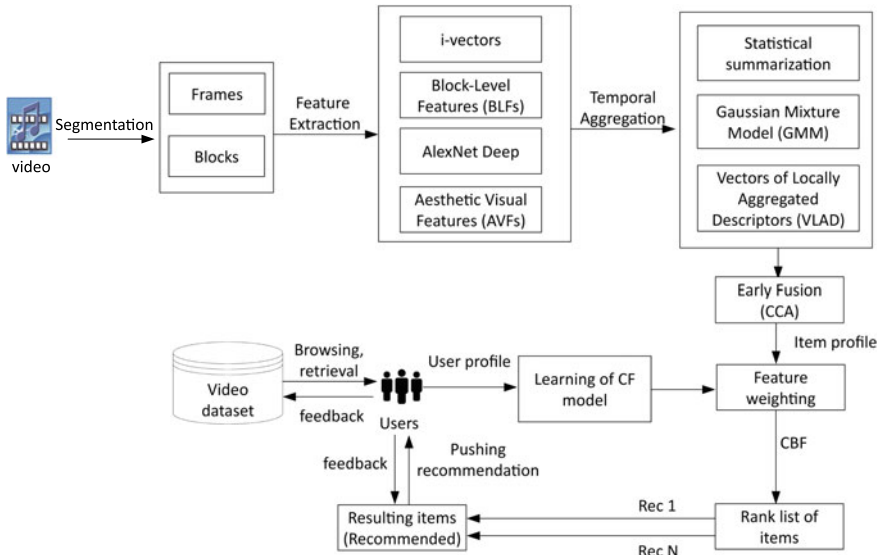 video
Segmentation
Frames
Blocks
Feature
Extraction
i-vectors
Block-Level
Features (BLFs)
AlexNet Deep
Aesthetic Visual
Features (AVFs)
Temporal
Aggregation
Statistical
summarization
Gaussian Mixture
Model (GMM)
Vectors of Locally
Aggregated
Descriptors (VLAD)
Early Fusion
(CCA)
Item profile
Video
dataset
Browsing,
retrieval
feedback
Users
User profile
Learning of CF
model
Feature
weighting
CBF
feedback
Pushing
recommendation
Resulting items
(Recommended)
Rec 1
Rec N
Rank list of
items